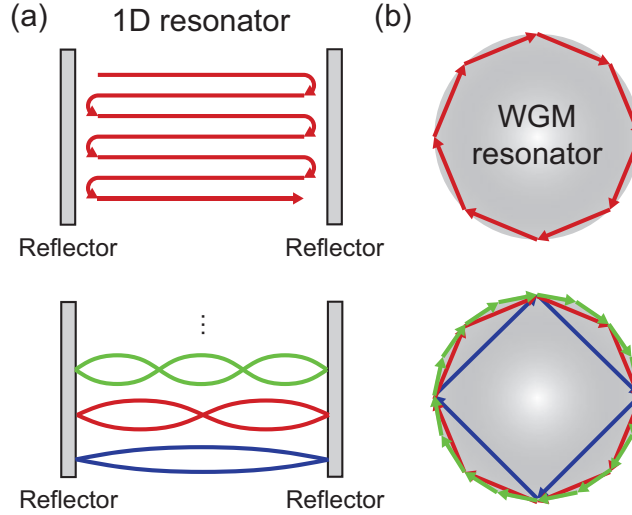 (a) 1D resonator
(b)
WGM
resonator
Reflector Reflector
⋮
Reflector Reflector